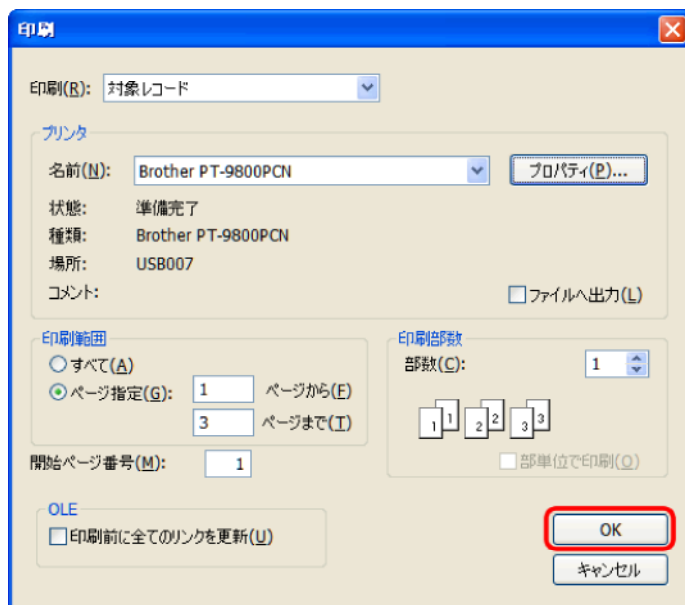 印刷
印刷(R): 対象レコード
プリンタ
名前(N): Brother PT-9800PCN プロパティ(P)...
状態: 準備完了
種類: Brother PT-9800PCN
場所: USB007
コメント: ファイルへ出力(L)
印刷範囲
すべて(A)
ページ指定(G): 1 ページから(F)
3 ページまで(T)
開始ページ番号(M): 1
印刷部数
部数(C): 1
1 1 2 2 3 3
部単位で印刷(O)
OLE
印刷前に全てのリンクを更新(U)
OK
キャンセル